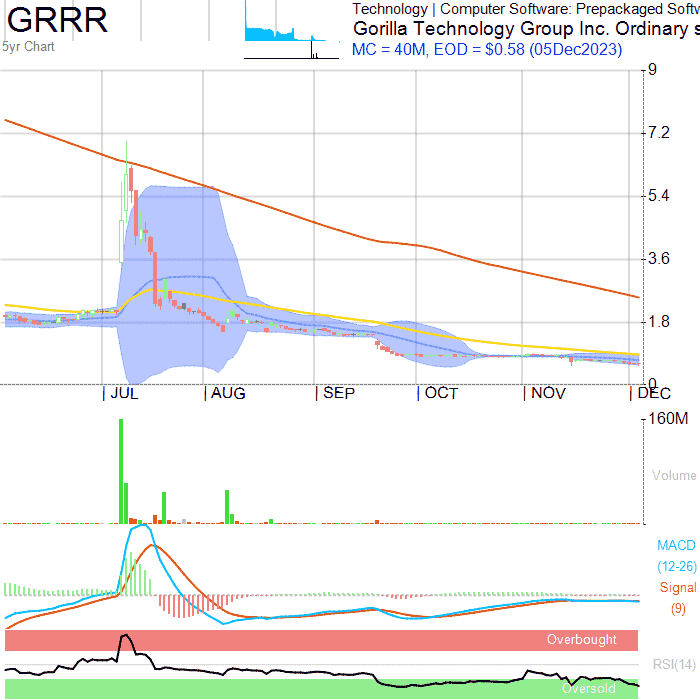 GRRR
5yr Chart
Technology | Computer Software: Prepackaged Softw
Gorilla Technology Group Inc. Ordinary s
MC = 40M, EOD = $0.58 (05Dec2023)
9
7.2
5.4
3.6
1.8
0
JUL AUG SEP OCT NOV DEC
160M
Volume
MACD
(12-26)
Signal
(9)
Overbought
RSI(14)
Oversold